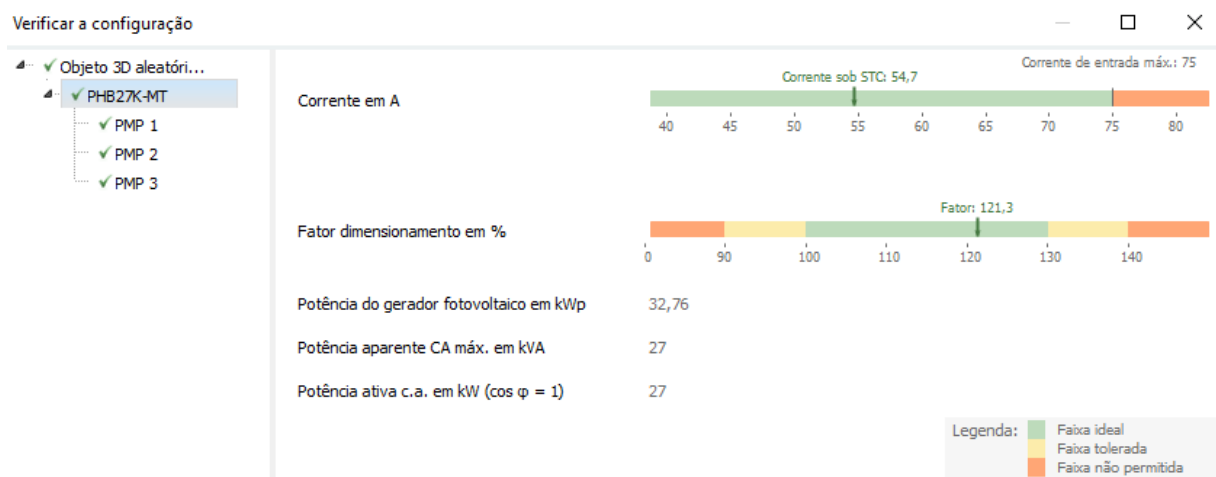 Verificar a configuração
Objeto 3D aleatóri...
PHB27K-MT
PMP 1
PMP 2
PMP 3
Corrente de entrada máx.: 75
Corrente sob STC: 54,7
Corrente em A
40 45 50 55 60 65 70 75 80
Fator: 121,3
Fator dimensionamento em %
0 90 100 110 120 130 140
Potência do gerador fotovoltaico em kWp 32,76
Potência aparente CA máx. em kVA 27
Potência ativa c.a. em kW (cos φ = 1) 27
Legenda: Faixa ideal
Faixa tolerada
Faixa não permitida